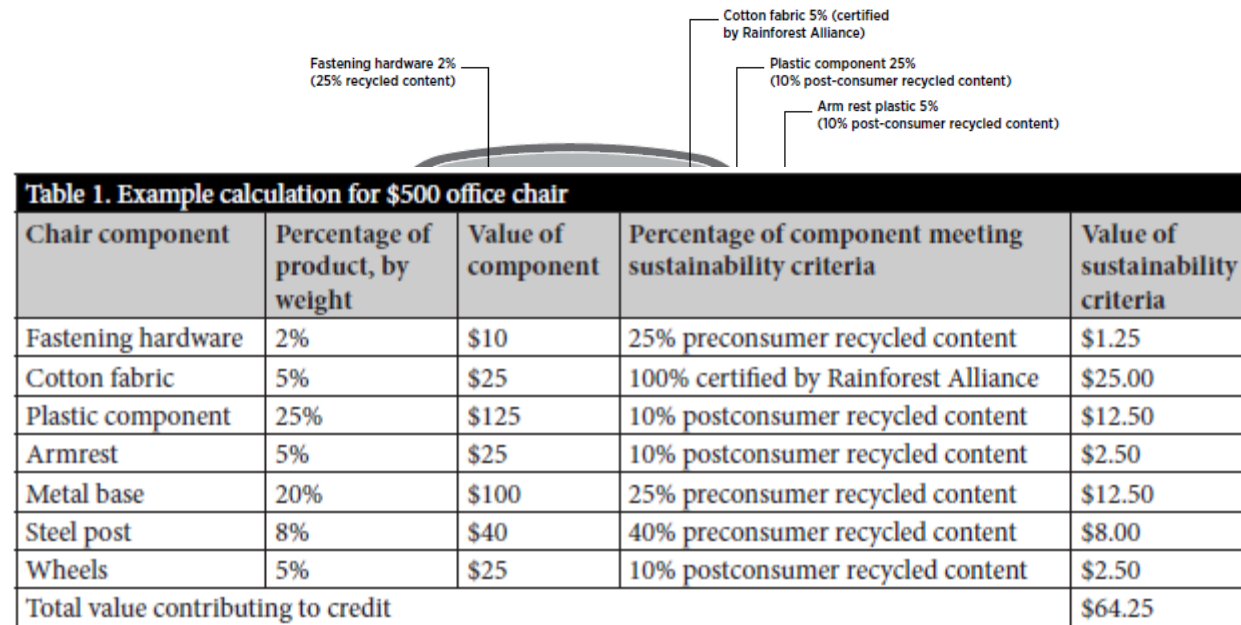 Cotton fabric 5% (certified
by Rainforest Alliance)
Fastening hardware 2%
(25% recycled content)
Plastic component 25%
(10% post-consumer recycled content)
Arm rest plastic 5%
(10% post-consumer recycled content)
Table 1. Example calculation for $500 office chair
Chair component Percentage of product, by weight Value of component Percentage of component meeting sustainability criteria Value of sustainability criteria
Fastening hardware 2% $10 25% preconsumer recycled content $1.25
Cotton fabric 5% $25 100% certified by Rainforest Alliance $25.00
Plastic component 25% $125 10% postconsumer recycled content $12.50
Armrest 5% $25 10% postconsumer recycled content $2.50
Metal base 20% $100 25% preconsumer recycled content $12.50
Steel post 8% $40 40% preconsumer recycled content $8.00
Wheels 5% $25 10% postconsumer recycled content $2.50
Total value contributing to credit $64.25